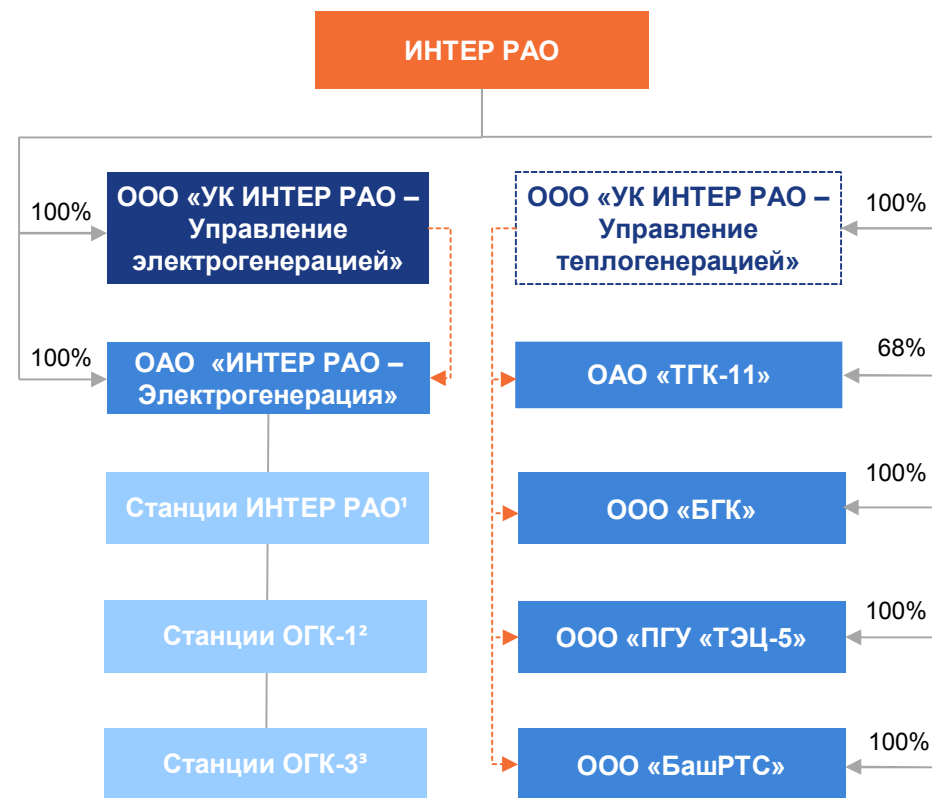 ИНТЕР РАО
100%
ООО «УК ИНТЕР РАО –
Управление
электрогенерацией»
ООО «УК ИНТЕР РАО –
Управление
теплогенерацией»
100%
100%
ОАО «ИНТЕР РАО –
Электрогенерация»
ОАО «ТГК-11»
68%
Станции ИНТЕР РАО¹
ООО «БГК»
100%
Станции ОГК-1²
ООО «ПГУ «ТЭЦ-5»
100%
Станции ОГК-3³
ООО «БашРТС»
100%